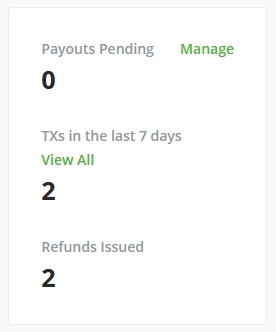 Payouts Pending Manage
0
TXs in the last 7 days
View All
2
Refunds Issued
2